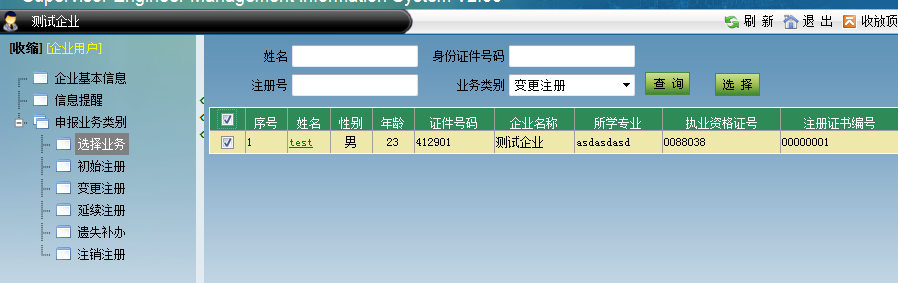 Supervisor Engineer Management Information System V2.00
测试企业
刷 新 退 出 收放顶
[收缩] [企业用户]
企业基本信息
信息提醒
申报业务类别
选择业务
初始注册
变更注册
延续注册
遗失补办
注销注册
姓名 身份证件号码
注册号 业务类别 变更注册 查 询 选 择
序号 姓名 性别 年龄 证件号码 企业名称 所学专业 执业资格证号 注册证书编号
1 test 男 23 412901 测试企业 asdasdasd 0088038 00000001